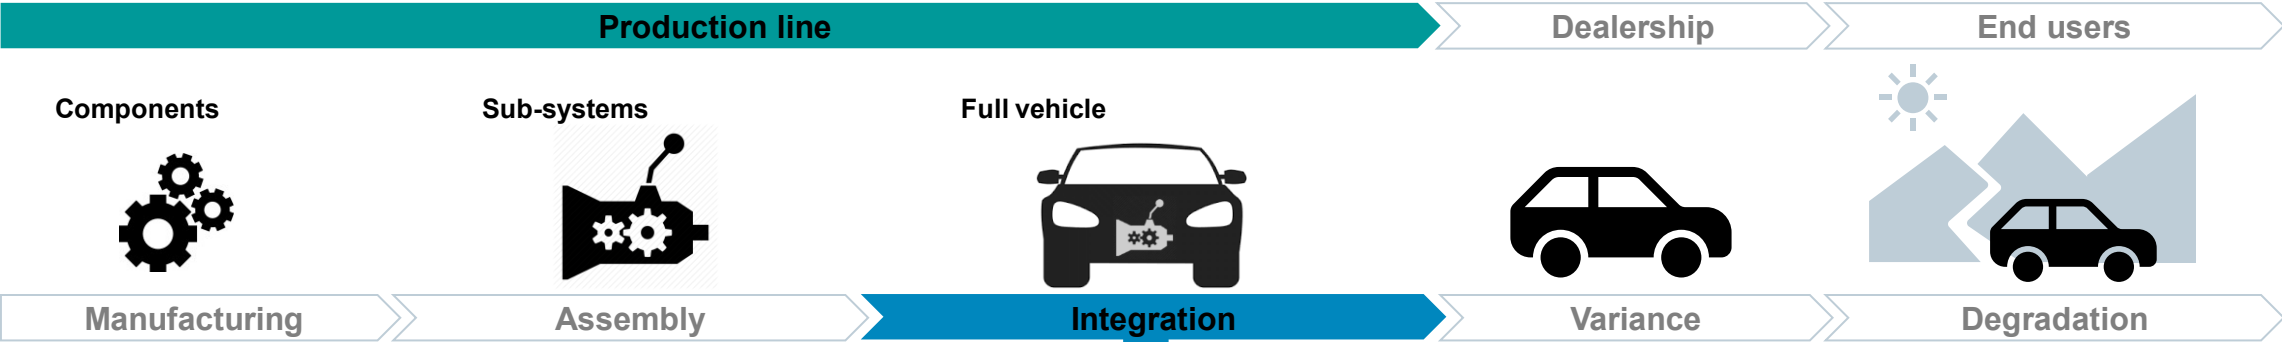 Production line
Dealership
End users
Components
Sub-systems
Full vehicle
Manufacturing
Assembly
Integration
Variance
Degradation